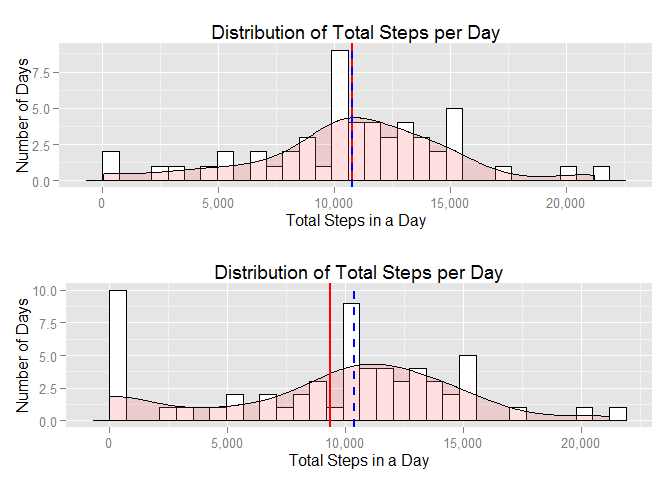 Distribution of Total Steps per Day
Number of Days
7.5
5.0
2.5
0.0
0 5,000 10,000 15,000 20,000
Total Steps in a Day
Distribution of Total Steps per Day
Number of Days
10.0
7.5
5.0
2.5
0.0
0 5,000 10,000 15,000 20,000
Total Steps in a Day